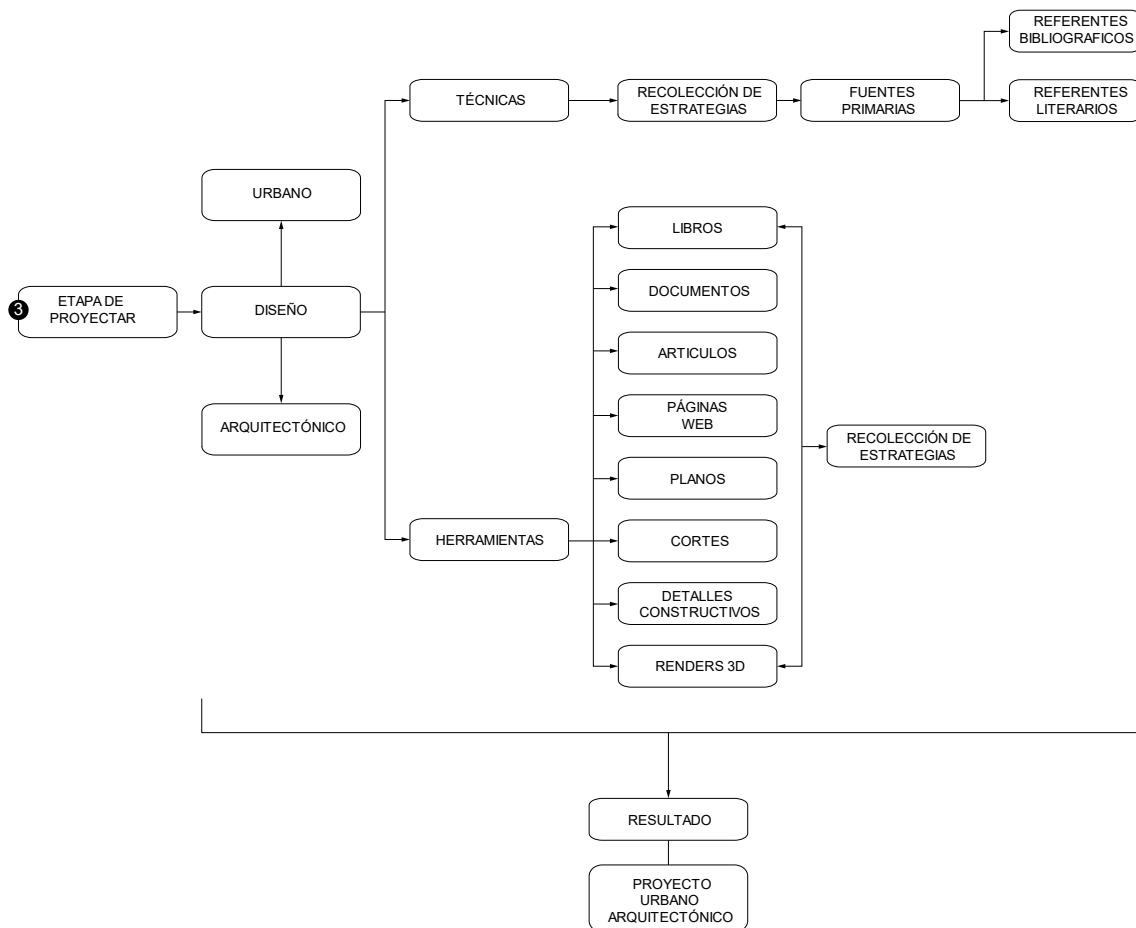 REFERENTES
BIBLIOGRAFICOS
TÉCNICAS
RECOLECCIÓN DE
ESTRATEGIAS
FUENTES
PRIMARIAS
REFERENTES
LITERARIOS
URBANO
LIBROS
3
ETAPA DE
PROYECTAR
DISEÑO
DOCUMENTOS
ARTICULOS
ARQUITECTÓNICO
PÁGINAS
WEB
RECOLECCIÓN DE
ESTRATEGIAS
PLANOS
HERRAMIENTAS
CORTES
DETALLES
CONSTRUCTIVOS
RENDERS 3D
RESULTADO
PROYECTO
URBANO
ARQUITECTÓNICO